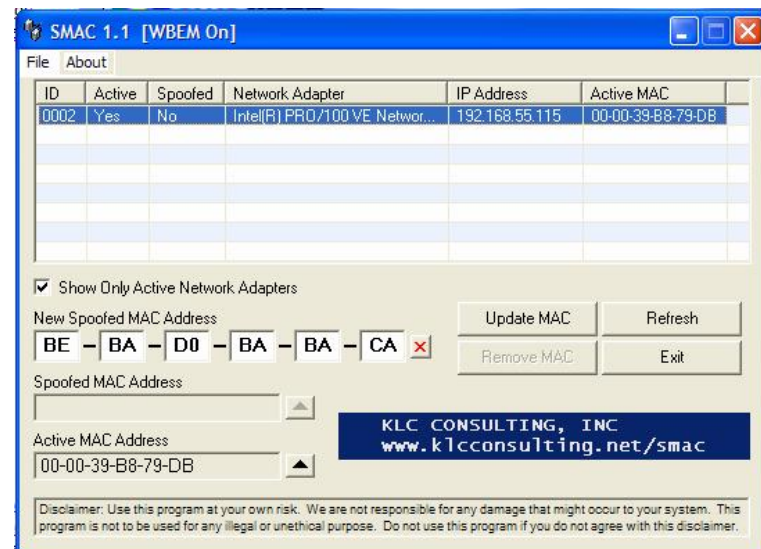 SMAC 1.1 [WBEM On]
File About
ID Active Spoofed Network Adapter IP Address Active MAC
0002 Yes No Intel(R) PRO/100 VE Networ... 192.168.55.115 00-00-39-B8-79-DB
Show Only Active Network Adapters
New Spoofed MAC Address
BE - BA - D0 - BA - BA - CA
Update MAC Refresh
Remove MAC Exit
Spoofed MAC Address
KLC CONSULTING, INC
www.klcconsulting.net/smac
Active MAC Address
00-00-39-B8-79-DB
Disclaimer: Use this program at your own risk. We are not responsible for any damage that might occur to your system. This
program is not to be used for any illegal or unethical purpose. Do not use this program if you do not agree with this disclaimer.